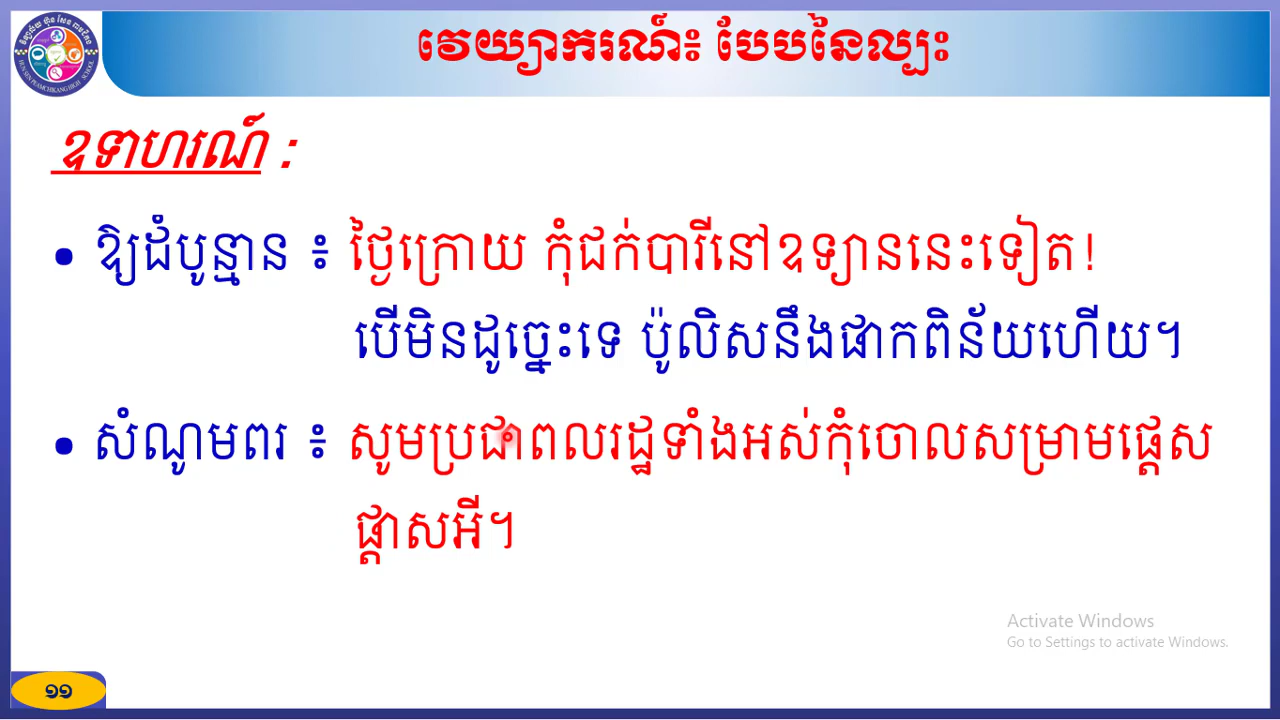 វេយ្យាករណ៍៖ បែបនៃល្បះ
ឧទាហរណ៍ :
• ឱ្យដំបូន្មាន ៖ ថ្ងៃក្រោយ កុំជក់បារីនៅឧទ្យាននេះទៀត!
បើមិនដូច្នេះទេ ប៉ូលិសនឹងផាកពិន័យហើយ។
• សំណូមពរ ៖ សូមប្រជាពលរដ្ឋទាំងអស់កុំចោលសម្រាមផ្ដេស
ផ្ដាសអី។
Activate Windows
Go to Settings to activate Windows.
១១